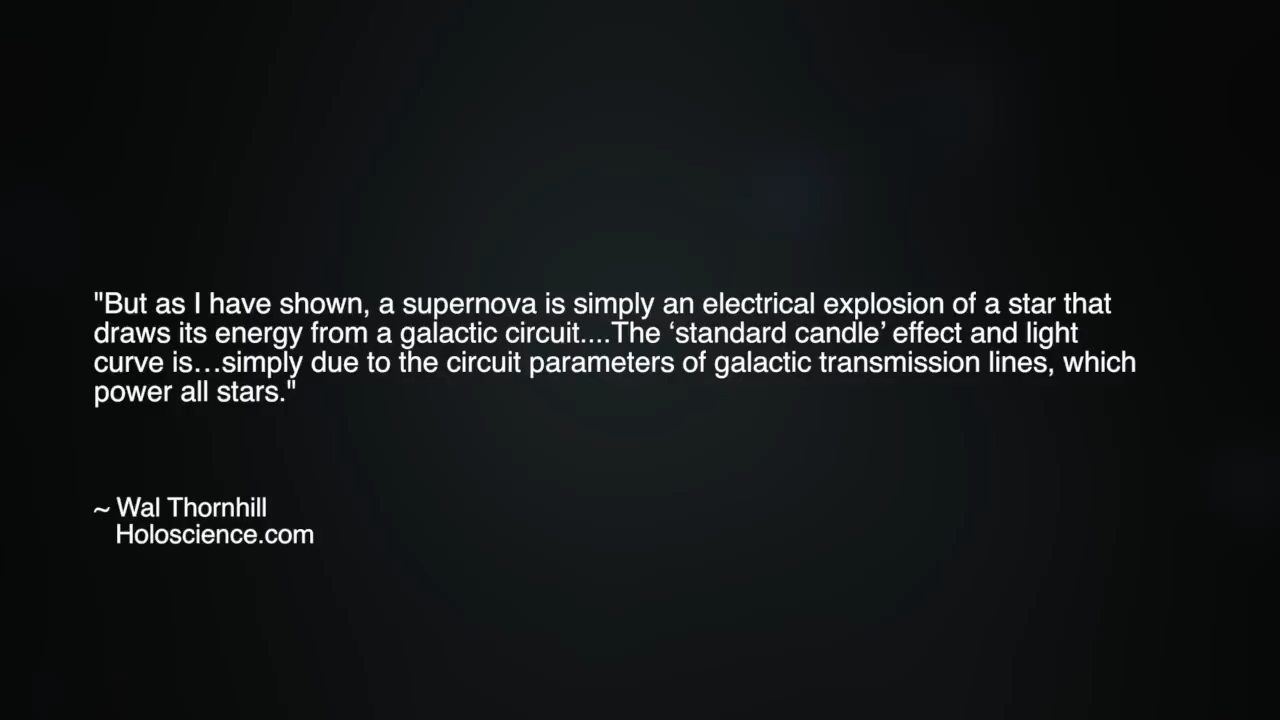 "But as I have shown, a supernova is simply an electrical explosion of a star that
draws its energy from a galactic circuit....The ‘standard candle’ effect and light
curve is…simply due to the circuit parameters of galactic transmission lines, which
power all stars."
~ Wal Thornhill
Holoscience.com